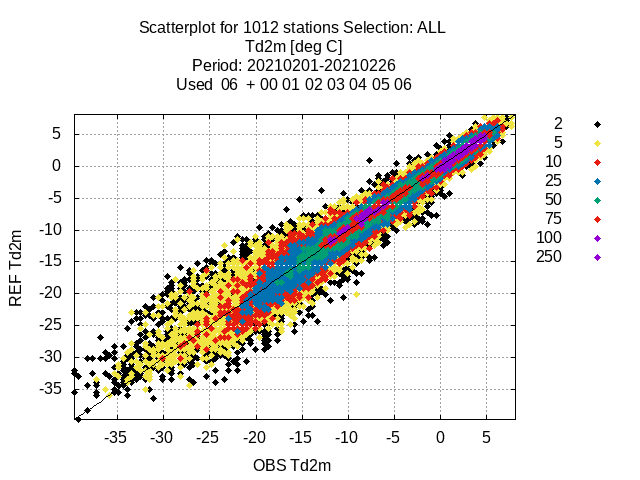 Scatterplot for 1012 stations Selection: ALL
Td2m [deg C]
Period: 20210201-20210226
Used  06  + 00 01 02 03 04 05 06
2
5
10
25
50
75
100
250
REF Td2m
5
0
-5
-10
-15
-20
-25
-30
-35
-35 -30 -25 -20 -15 -10 -5 0 5
OBS Td2m